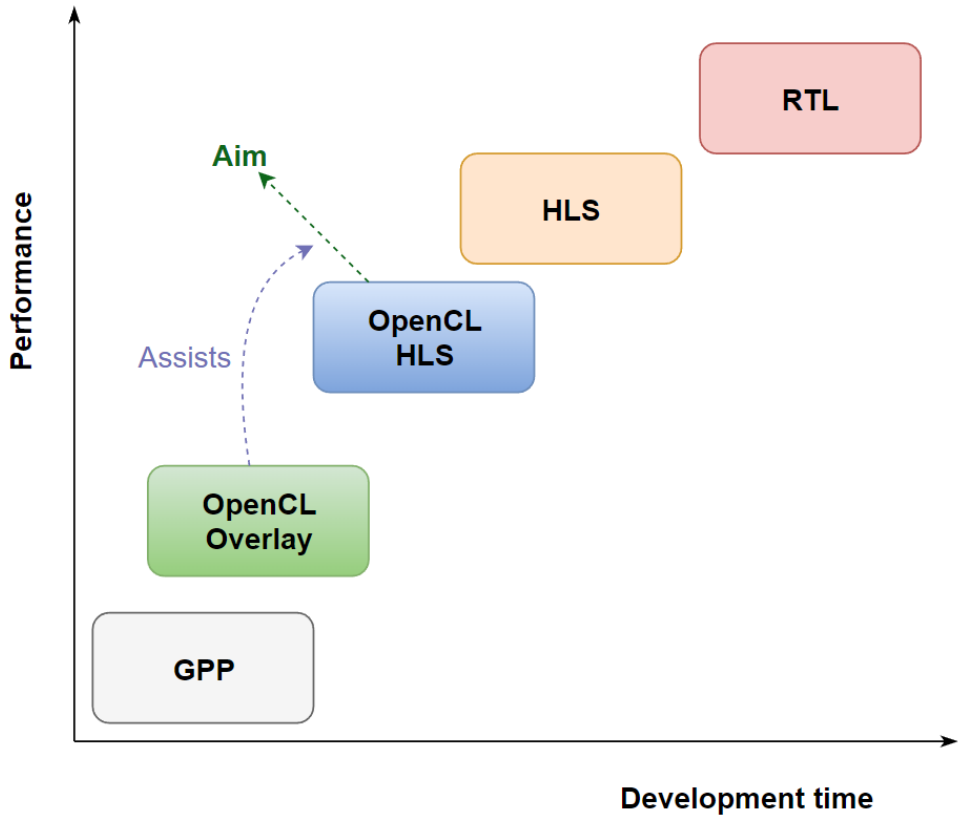 RTL
Aim
HLS
Performance
OpenCL
HLS
Assists
OpenCL
Overlay
GPP
Development time